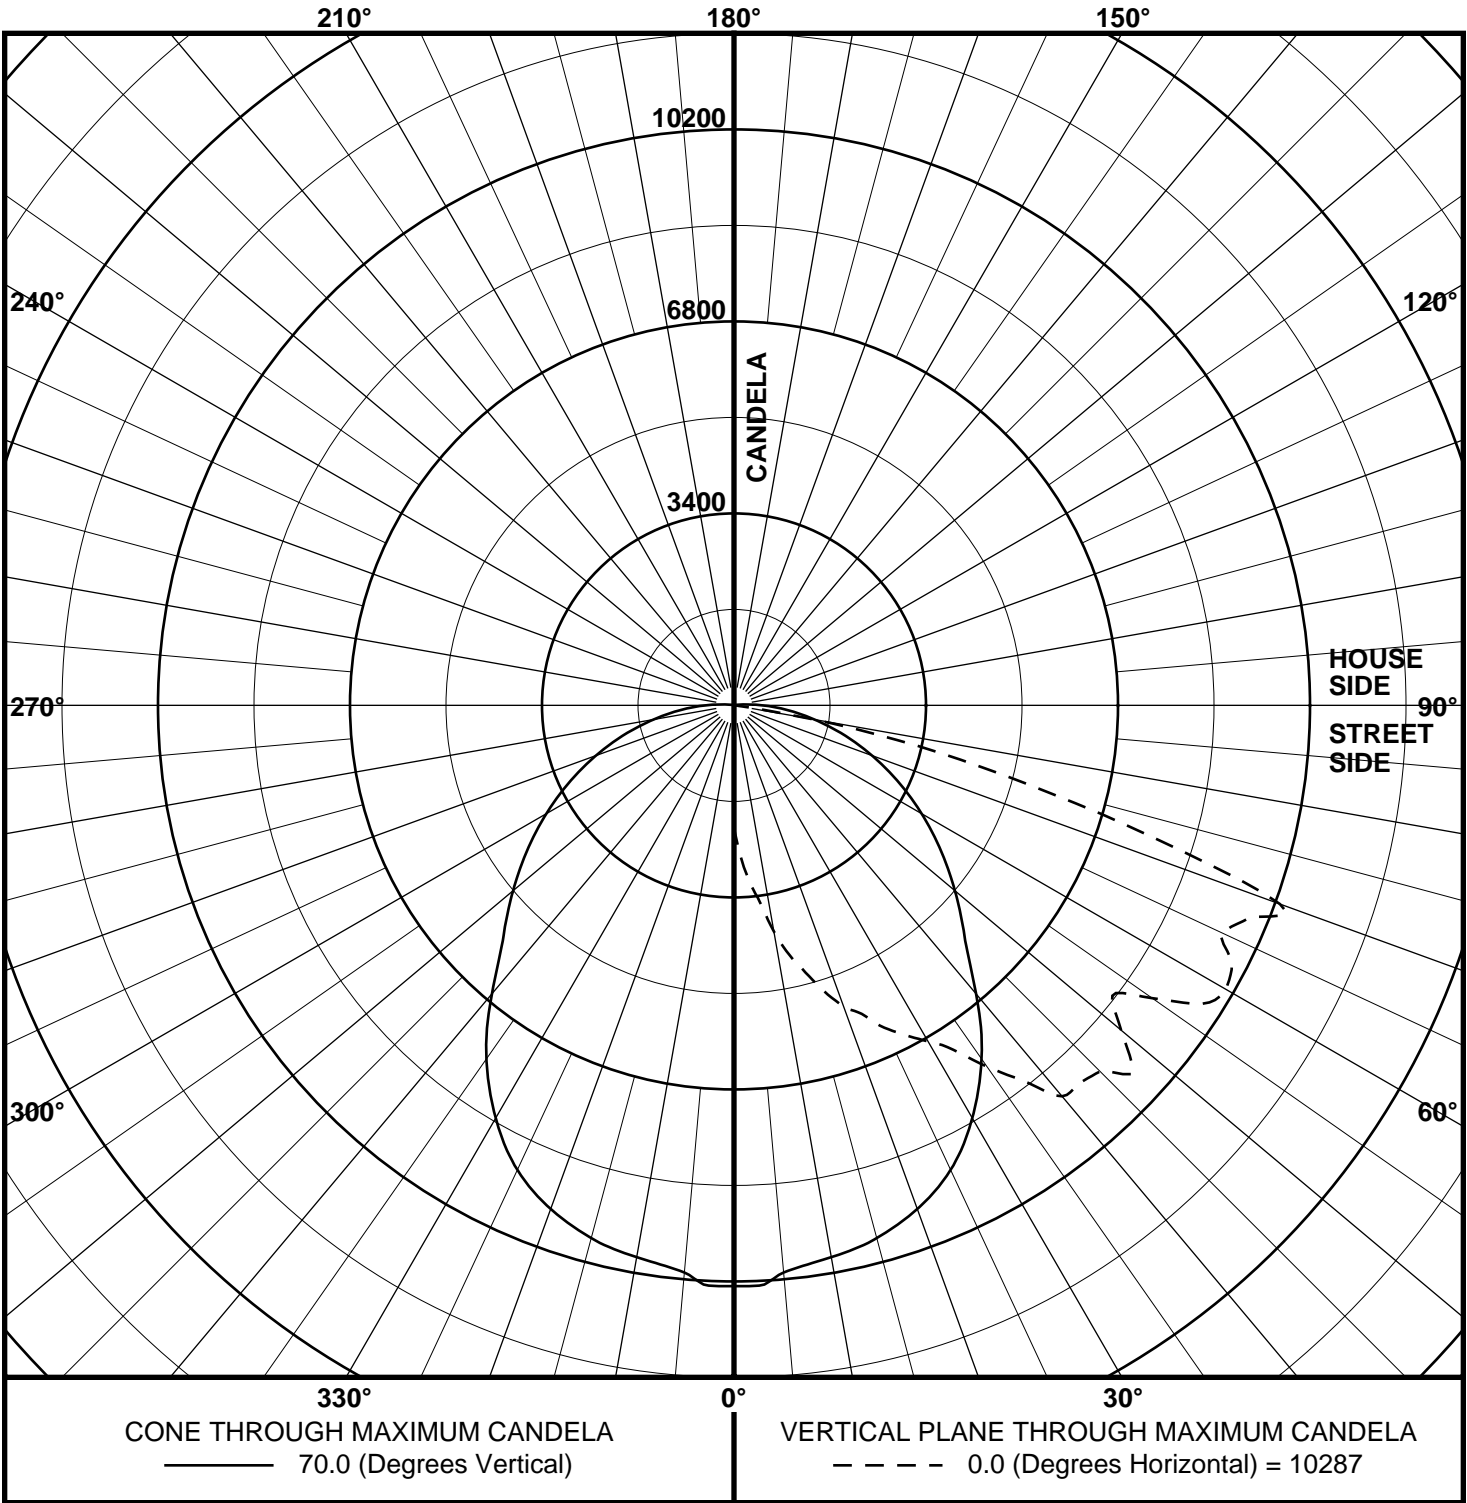 210° 180° 150°
10200
240° 120°
6800
CANDELA
3400
HOUSE
SIDE
270° 90°
STREET
SIDE
300° 60°
330° 0° 30°
CONE THROUGH MAXIMUM CANDELA
70.0 (Degrees Vertical)
VERTICAL PLANE THROUGH MAXIMUM CANDELA
0.0 (Degrees Horizontal) = 10287